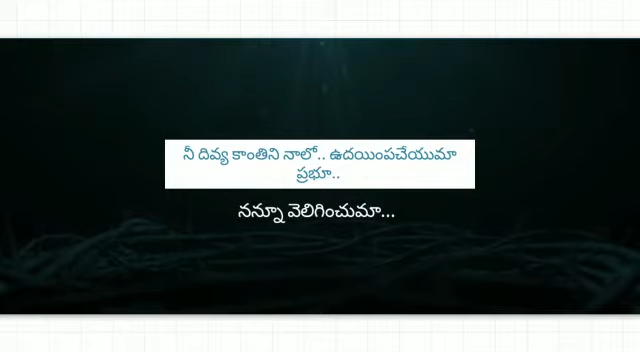 నీ దివ్య కాంతిని నాలో.. ఉదయింపచేయుమా
ప్రభూ..
నన్నూ వెలిగించుమా...